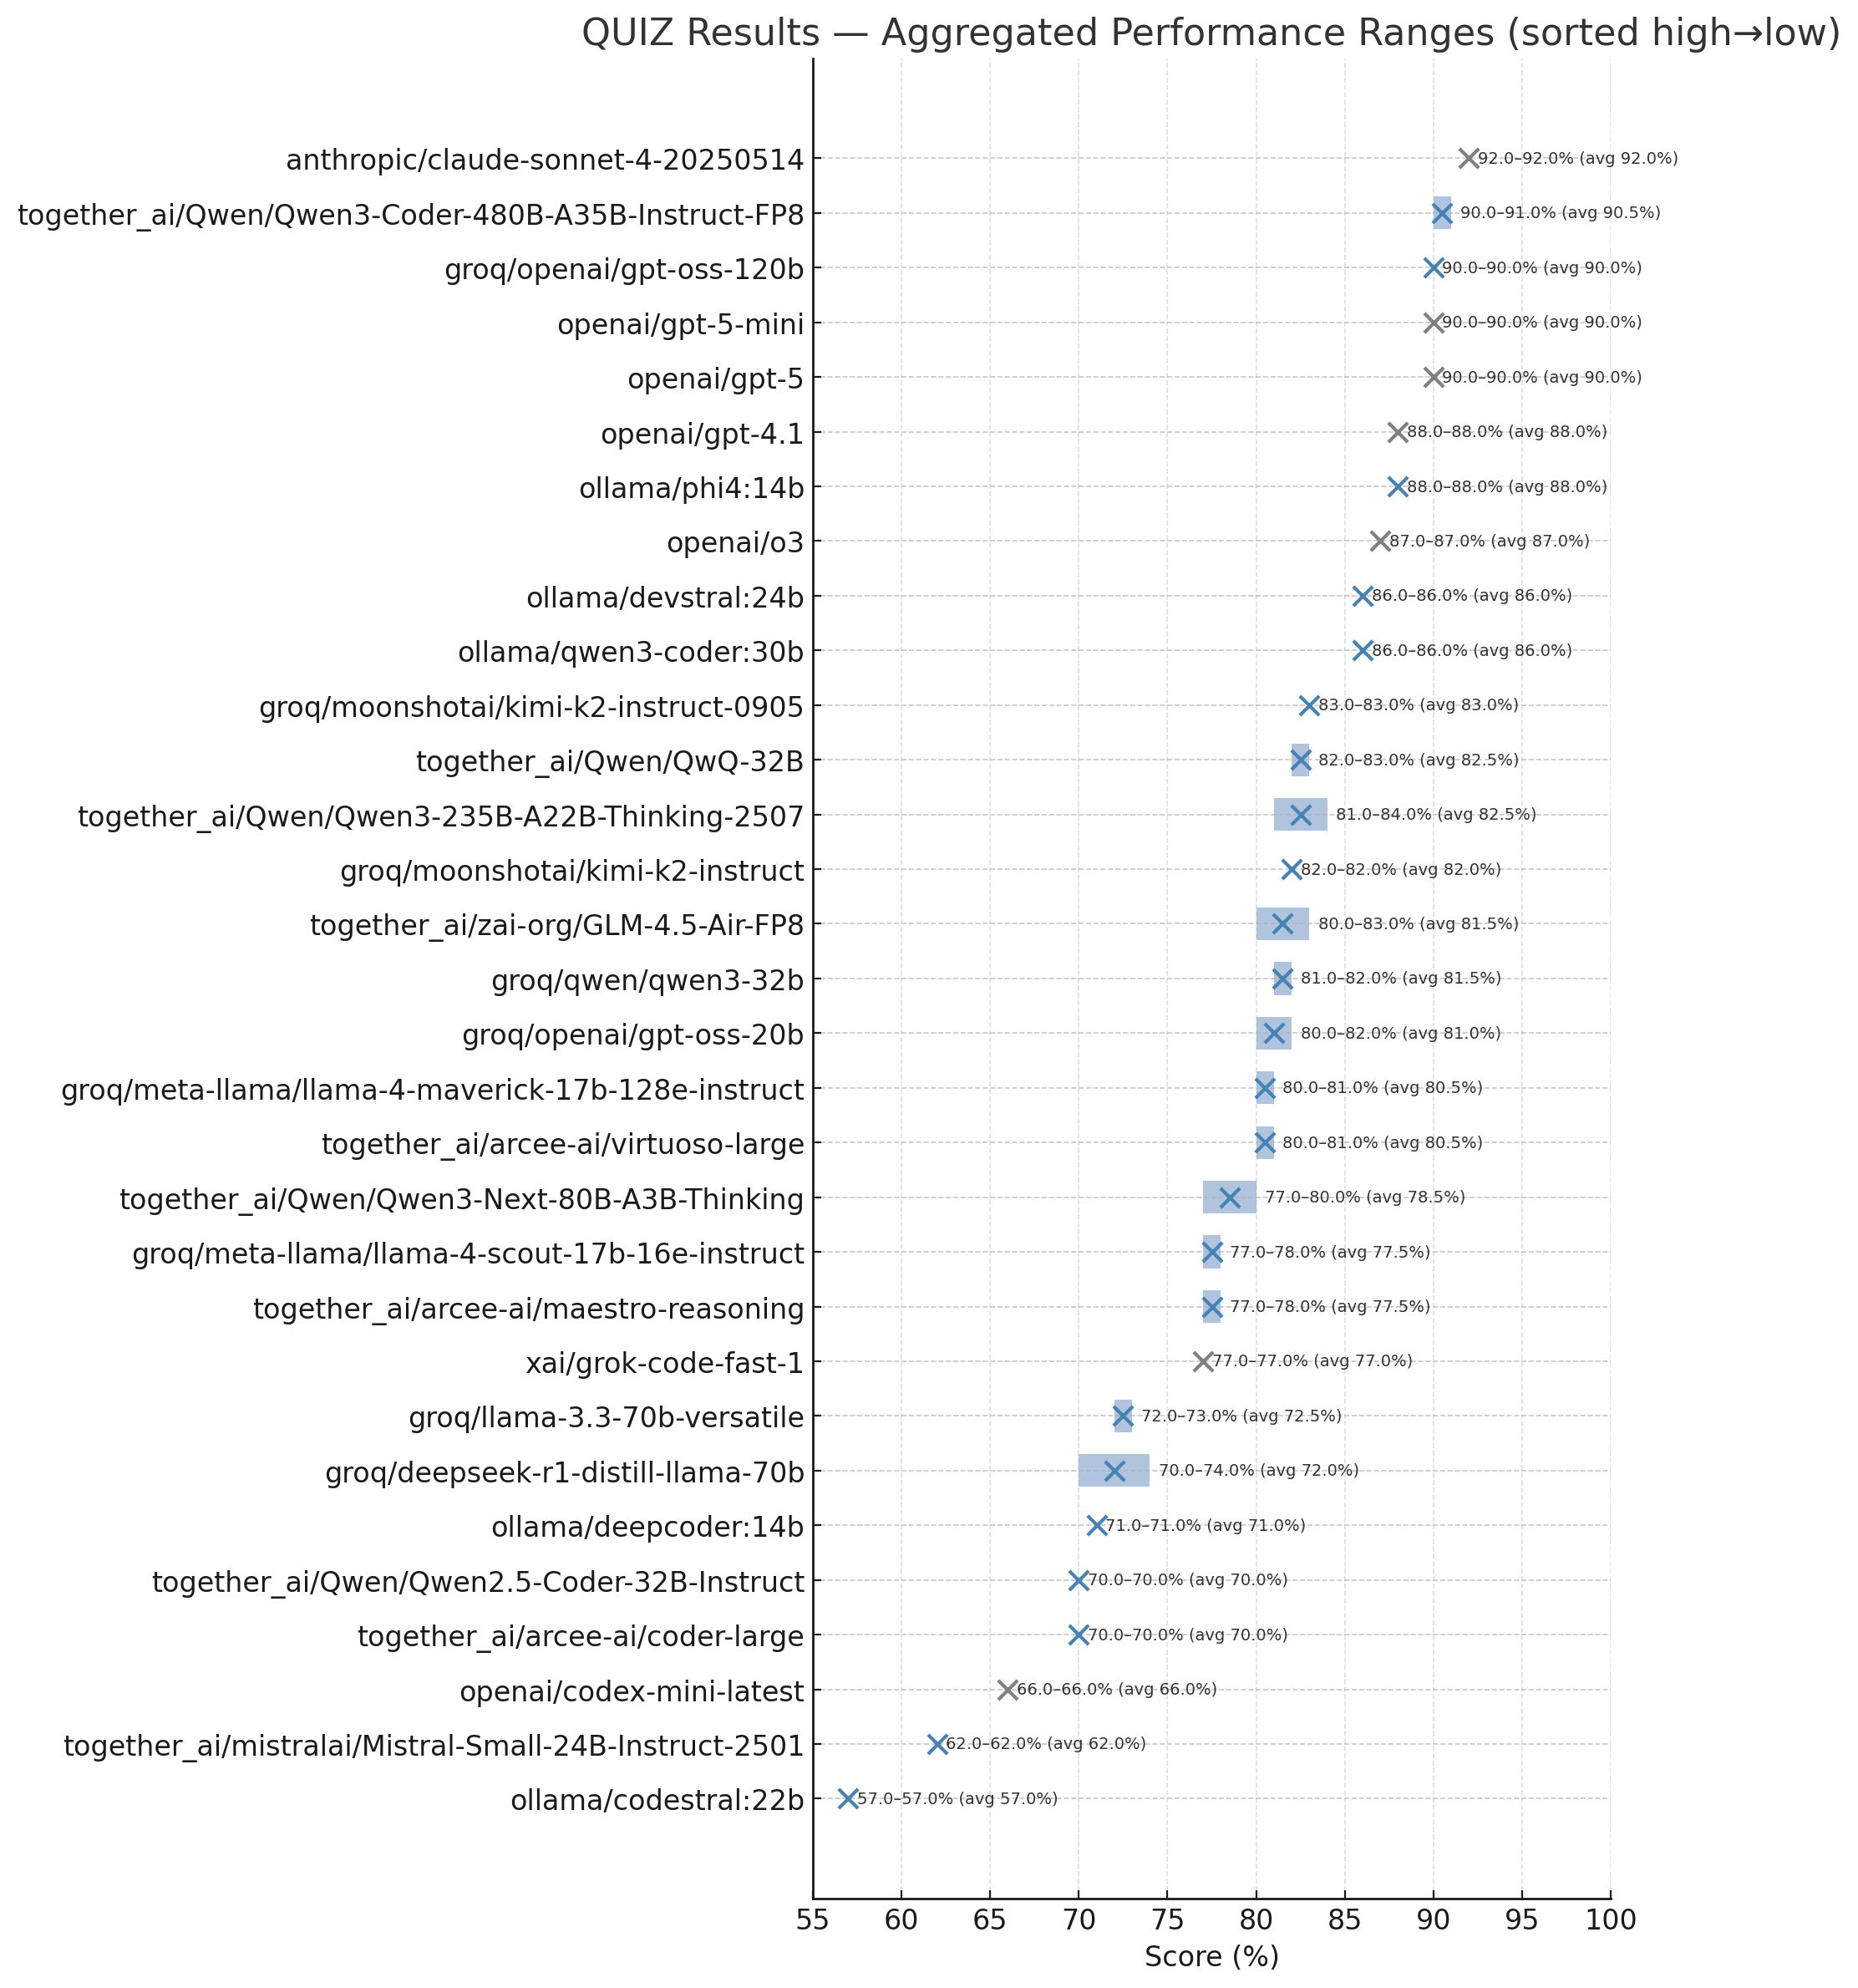 QUIZ Results — Aggregated Performance Ranges (sorted high→low)
anthropic/claude-sonnet-4-20250514 92.0–92.0% (avg 92.0%)
together_ai/Qwen/Qwen3-Coder-480B-A35B-Instruct-FP8 90.0–91.0% (avg 90.5%)
groq/openai/gpt-oss-120b 90.0–90.0% (avg 90.0%)
openai/gpt-5-mini 90.0–90.0% (avg 90.0%)
openai/gpt-5 90.0–90.0% (avg 90.0%)
openai/gpt-4.1 88.0–88.0% (avg 88.0%)
ollama/phi4:14b 88.0–88.0% (avg 88.0%)
openai/o3 87.0–87.0% (avg 87.0%)
ollama/devstral:24b 86.0–86.0% (avg 86.0%)
ollama/qwen3-coder:30b 86.0–86.0% (avg 86.0%)
groq/moonshotai/kimi-k2-instruct-0905 83.0–83.0% (avg 83.0%)
together_ai/Qwen/QwQ-32B 82.0–83.0% (avg 82.5%)
together_ai/Qwen/Qwen3-235B-A22B-Thinking-2507 81.0–84.0% (avg 82.5%)
groq/moonshotai/kimi-k2-instruct 82.0–82.0% (avg 82.0%)
together_ai/zai-org/GLM-4.5-Air-FP8 80.0–83.0% (avg 81.5%)
groq/qwen/qwen3-32b 81.0–82.0% (avg 81.5%)
groq/openai/gpt-oss-20b 80.0–82.0% (avg 81.0%)
groq/meta-llama/llama-4-maverick-17b-128e-instruct 80.0–81.0% (avg 80.5%)
together_ai/arcee-ai/virtuoso-large 80.0–81.0% (avg 80.5%)
together_ai/Qwen/Qwen3-Next-80B-A3B-Thinking 77.0–80.0% (avg 78.5%)
groq/meta-llama/llama-4-scout-17b-16e-instruct 77.0–78.0% (avg 77.5%)
together_ai/arcee-ai/maestro-reasoning 77.0–78.0% (avg 77.5%)
xai/grok-code-fast-1 77.0–77.0% (avg 77.0%)
groq/llama-3.3-70b-versatile 72.0–73.0% (avg 72.5%)
groq/deepseek-r1-distill-llama-70b 70.0–74.0% (avg 72.0%)
ollama/deepcoder:14b 71.0–71.0% (avg 71.0%)
together_ai/Qwen/Qwen2.5-Coder-32B-Instruct 70.0–70.0% (avg 70.0%)
together_ai/arcee-ai/coder-large 70.0–70.0% (avg 70.0%)
openai/codex-mini-latest 66.0–66.0% (avg 66.0%)
together_ai/mistralai/Mistral-Small-24B-Instruct-2501 62.0–62.0% (avg 62.0%)
ollama/codestral:22b 57.0–57.0% (avg 57.0%)
55 60 65 70 75 80 85 90 95 100
Score (%)